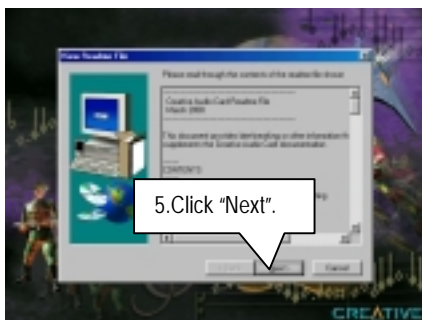 View Readme File
Please read through the contents of the readme file shown
Creative Audio Card Readme File
March 2000
This document provides late-breaking or other information
supplements the Creative Audio Card documentation.
CONTENTS
5.Click “Next”.
Cancel
CREATIVE